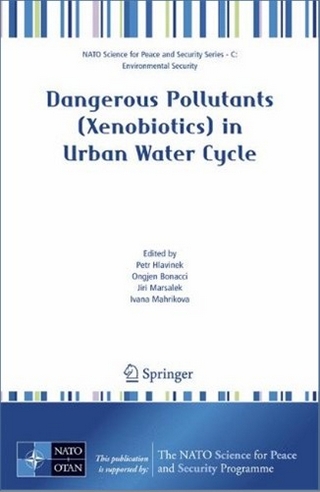 NATO Science for Peace and Security Series - C:
Environmental Security
Dangerous Pollutants
(Xenobiotics) in
Urban Water Cycle
Edited by
Petr Hlavinek
Ongjen Bonacci
Jiri Marsalek
Ivana Mahrikova
Springer
NATO
OTAN
This publication
is supported by:
The NATO Science for Peace
and Security Programme